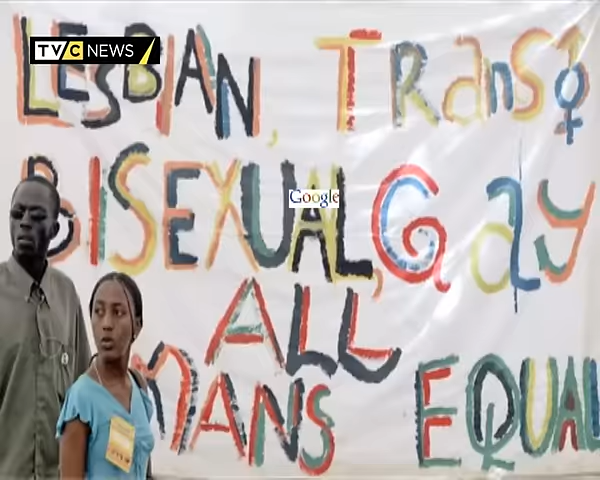 TVC NEWS
LESBIAN, TRanS
BISEXUAL, Gay
Google
ALL
MANS EQUAL